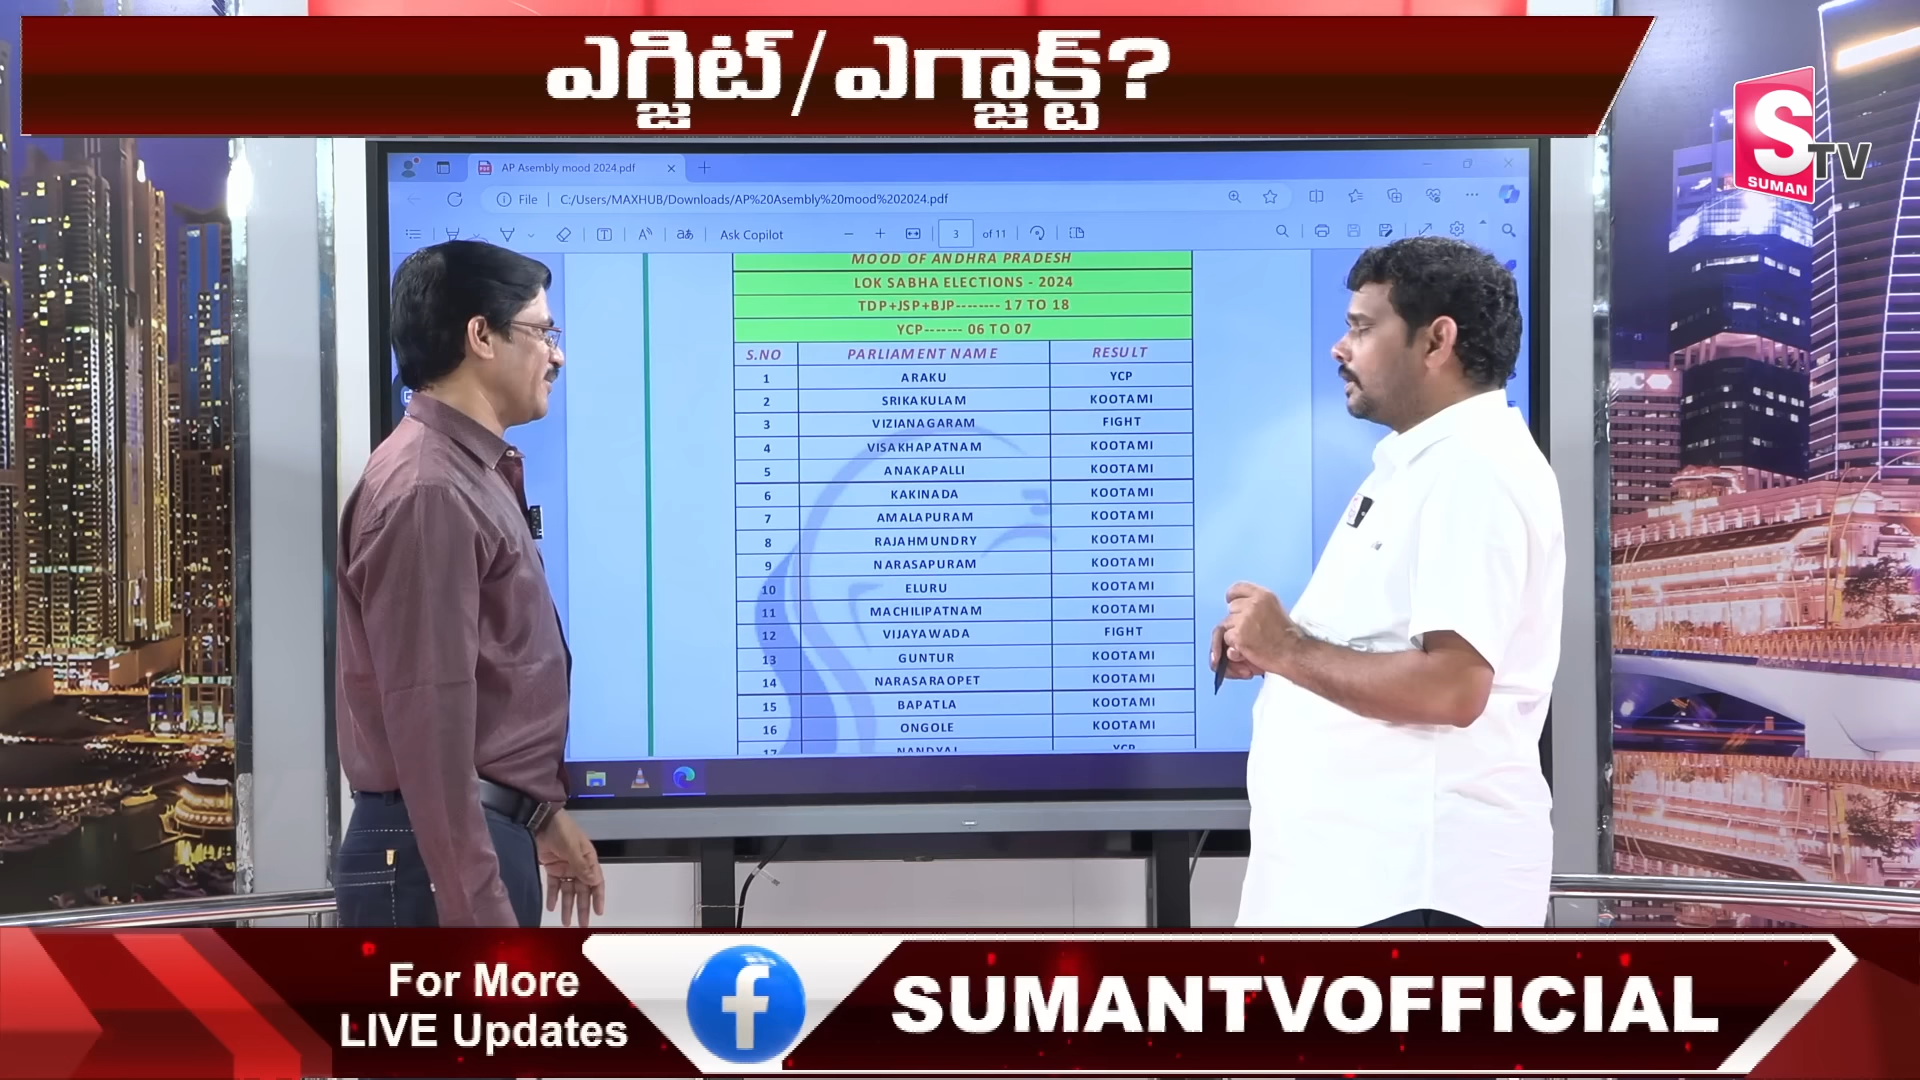 ఎగ్జిట్/ఎగ్జాక్ట్?
S TV
SUMAN
AP Asembly mood 2024.pdf
File C:/Users/MAXHUB/Downloads/AP%20Asembly%20mood%202024.pdf
Ask Copilot 3 of 11
MOOD OF ANDHRA PRADESH
LOK SABHA ELECTIONS - 2024
TDP+JSP+BJP-------- 17 TO 18
YCP------- 06 TO 07
S.NO PARLIAMENT NAME RESULT
1 ARAKU YCP
2 SRIKAKULAM KOOTAMI
3 VIZIANAGARAM FIGHT
4 VISAKHAPATNAM KOOTAMI
5 ANAKAPALLI KOOTAMI
6 KAKINADA KOOTAMI
7 AMALAPURAM KOOTAMI
8 RAJAHMUNDRY KOOTAMI
9 NARASAPURAM KOOTAMI
10 ELURU KOOTAMI
11 MACHILIPATNAM KOOTAMI
12 VIJAYAWADA FIGHT
13 GUNTUR KOOTAMI
14 NARASARAOPET KOOTAMI
15 BAPATLA KOOTAMI
16 ONGOLE KOOTAMI
17 NANDYAL YCP
For More
LIVE Updates
SUMANTVOFFICIAL